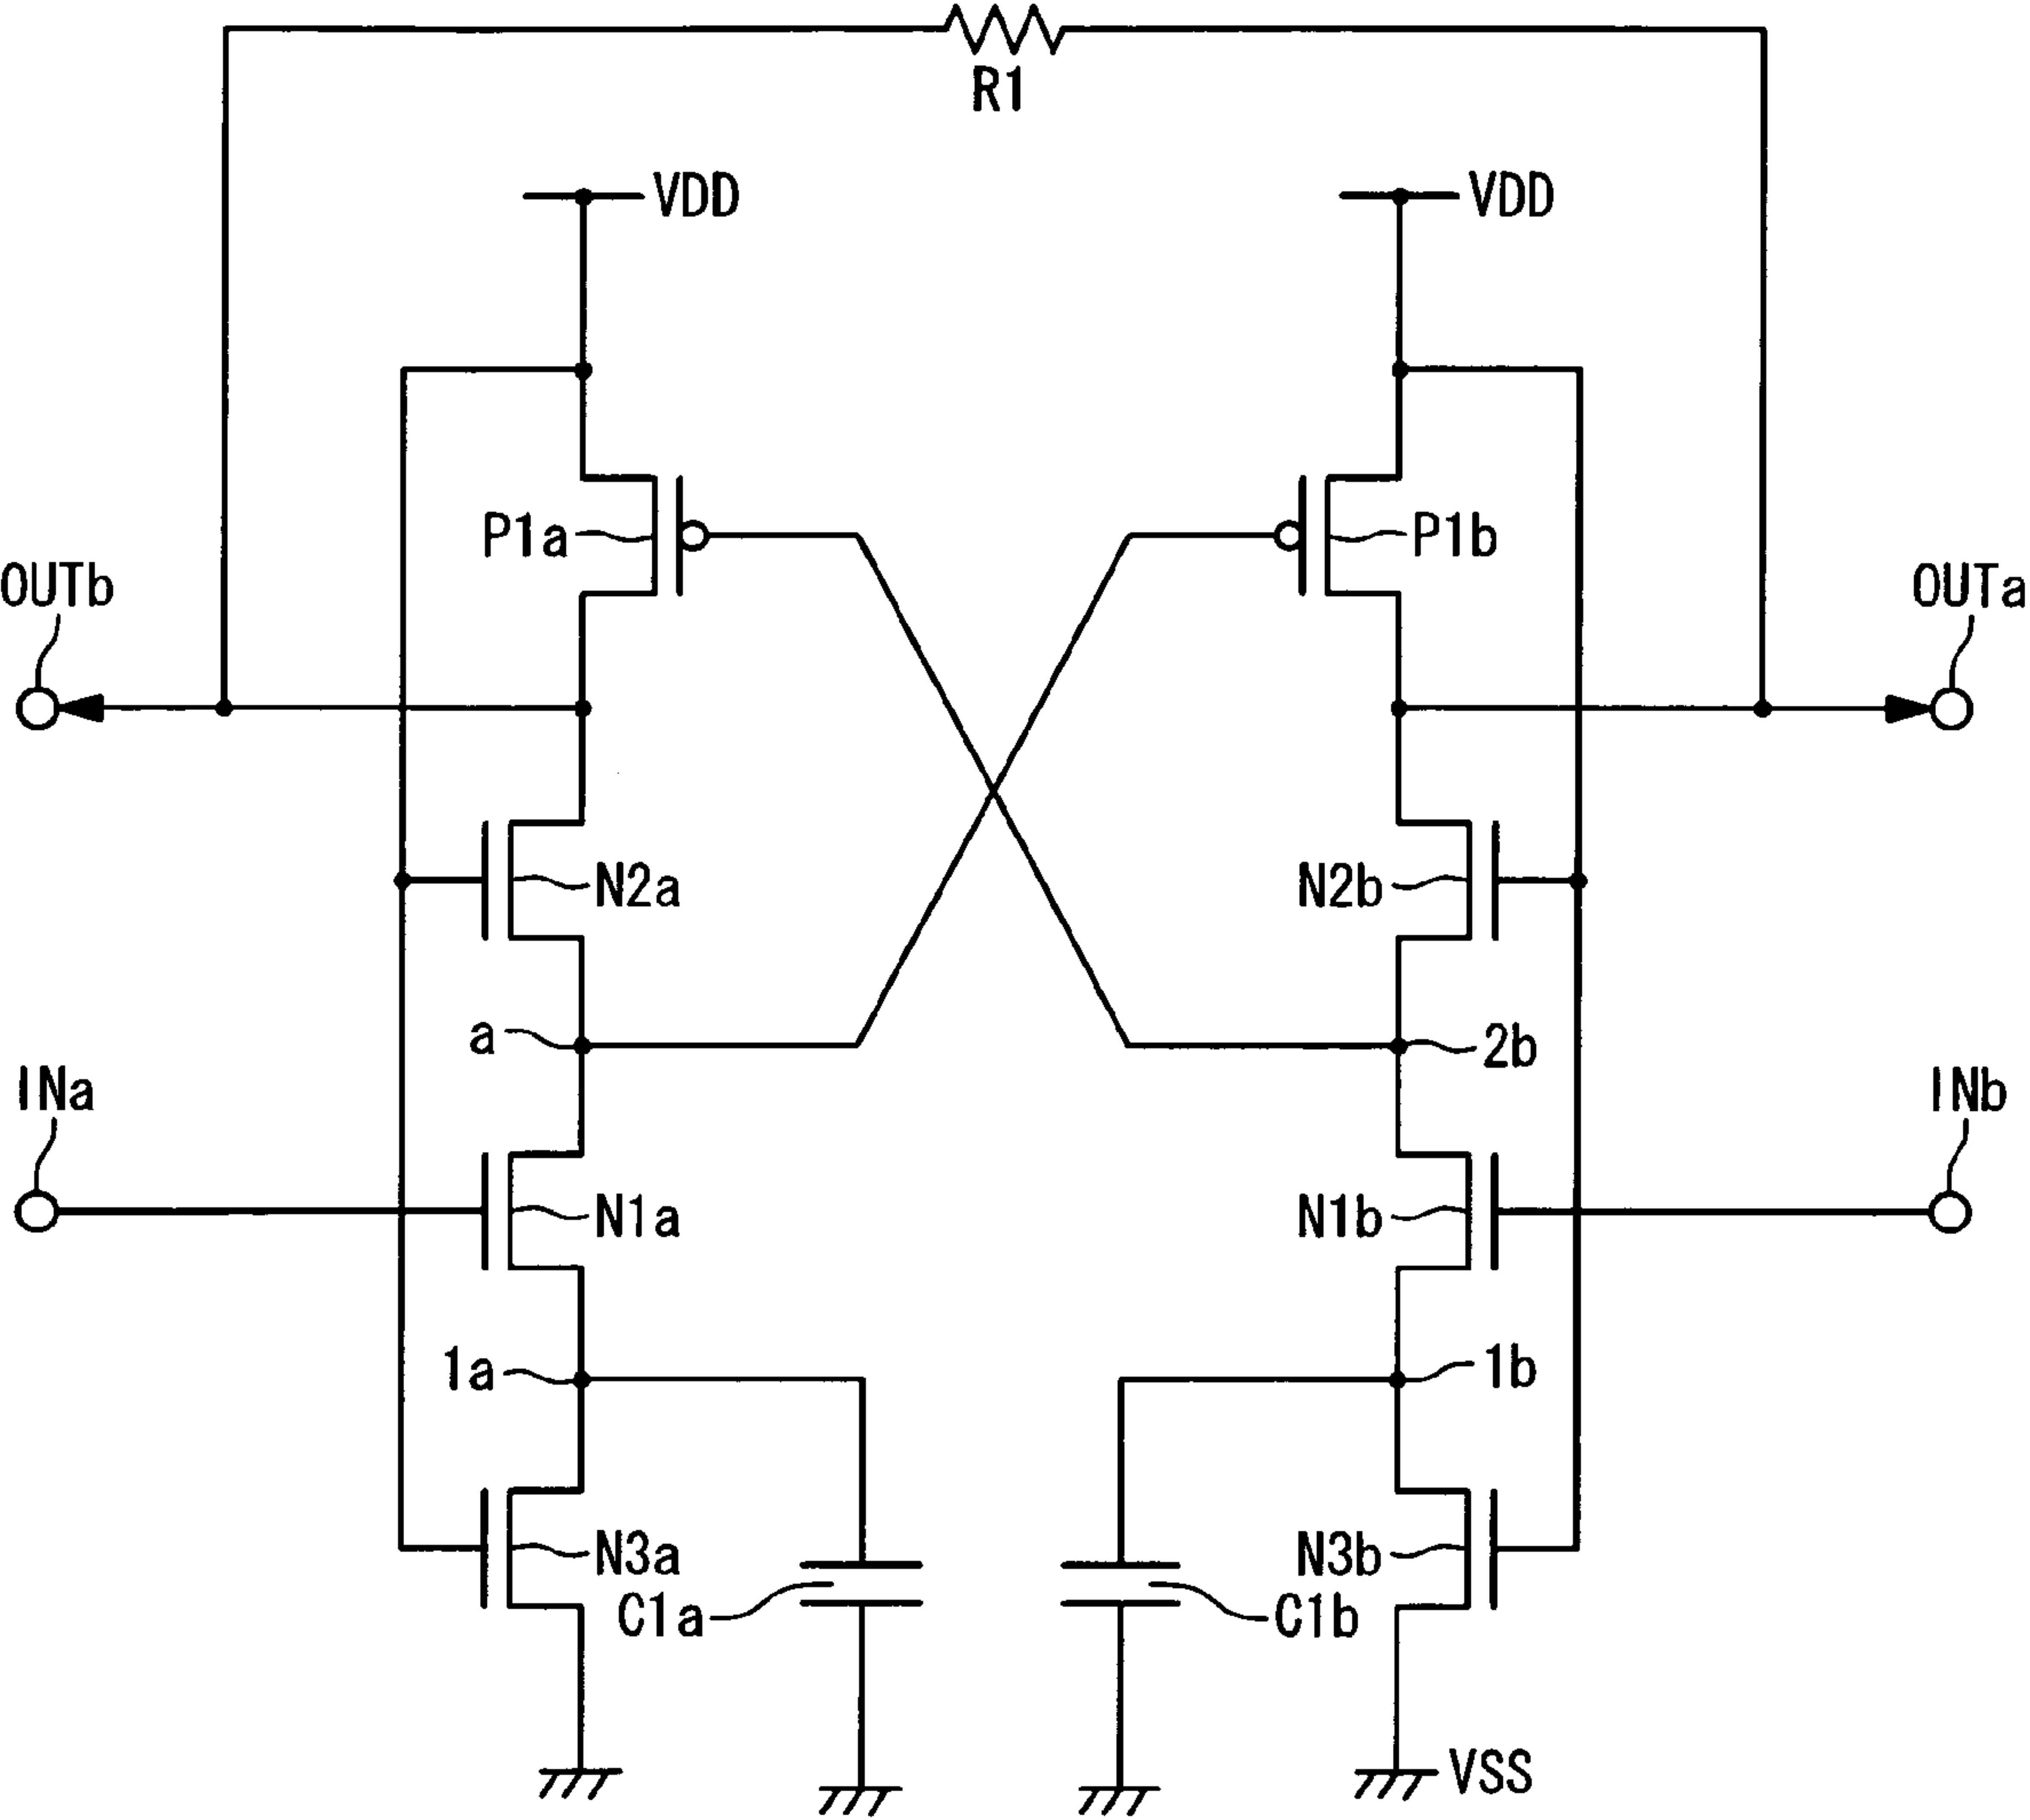 R1
VDD VDD
P1a P1b
OUTb OUTa
N2a N2b
a 2b
INa INb
N1a N1b
1a 1b
N3a N3b
C1a C1b
VSS